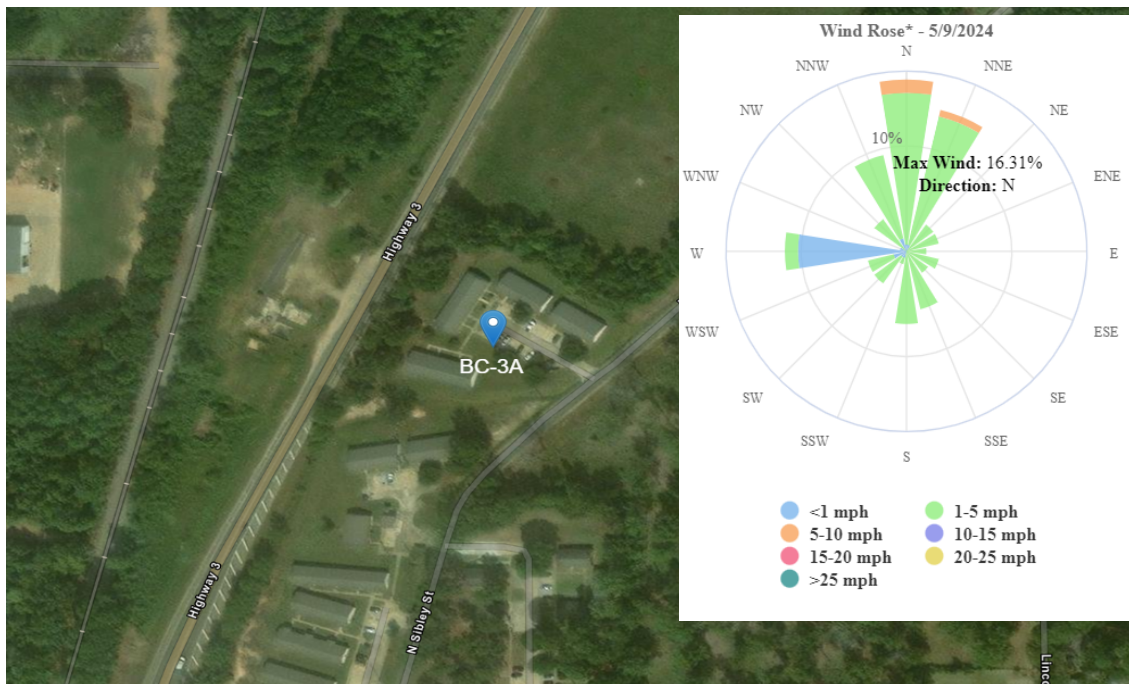 Wind Rose* - 5/9/2024
N
NNW
NNE
NW
NE
10%
Max Wind: 16.31%
Direction: N
WNW
ENE
W
E
WSW
ESE
SW
SE
SSW
SSE
S
<1 mph
1-5 mph
5-10 mph
10-15 mph
15-20 mph
20-25 mph
>25 mph
Highway 3
BC-3A
Highway 3
N Sibley St